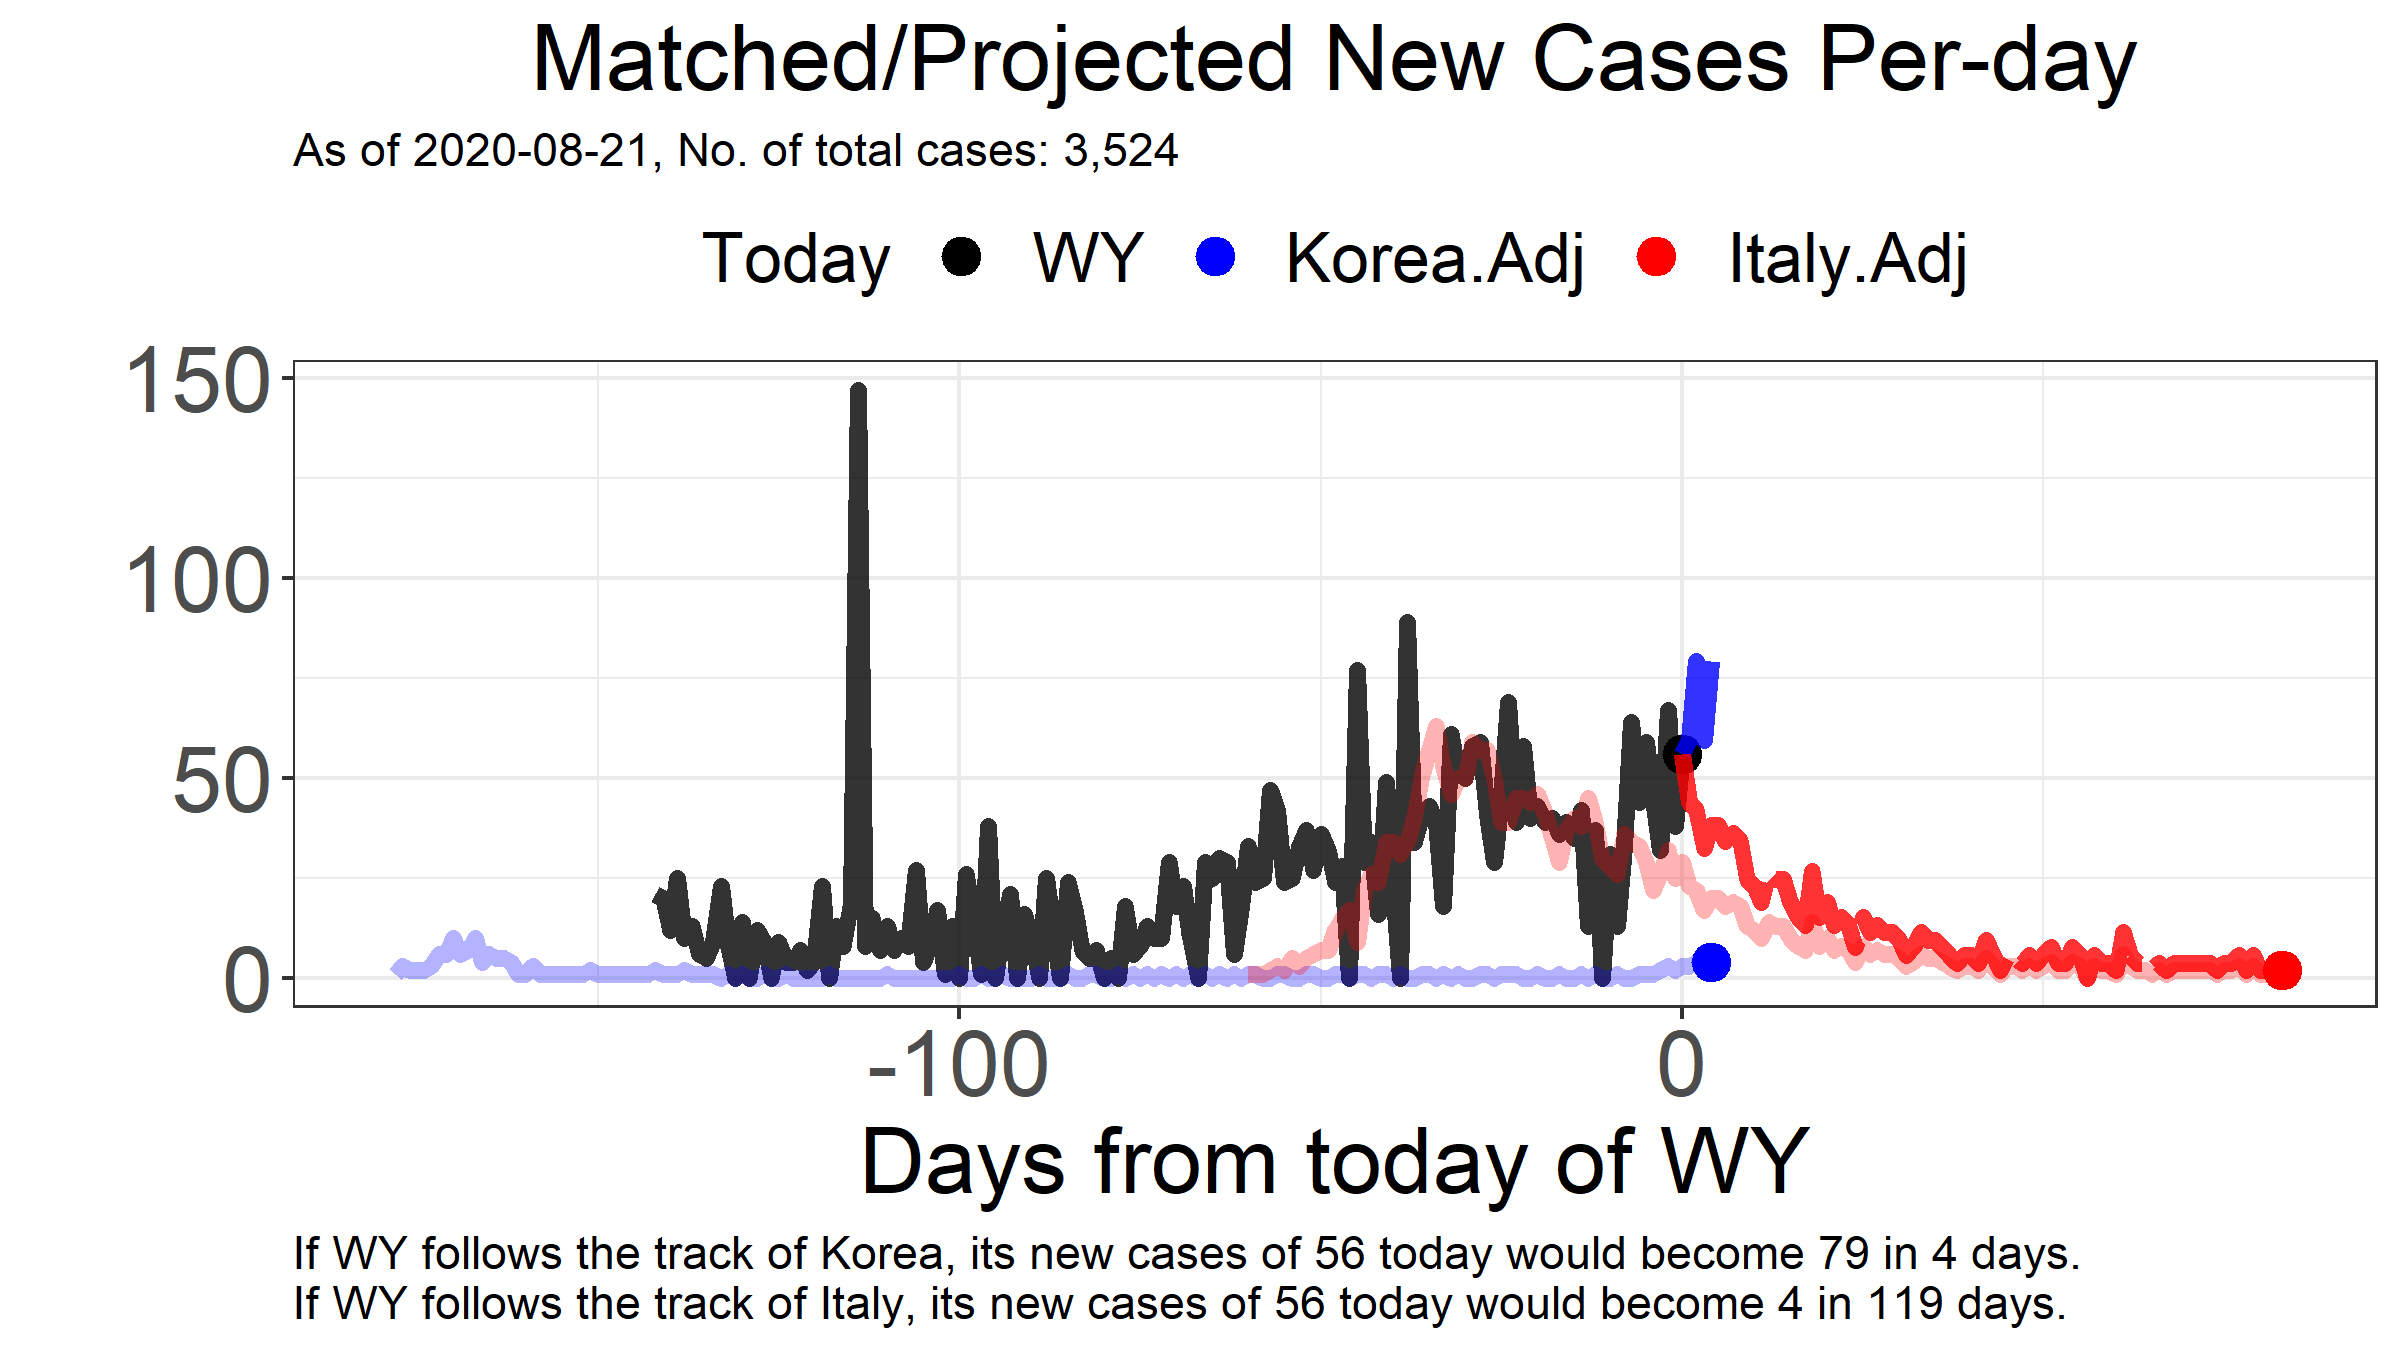 Matched/Projected New Cases Per-day
As of 2020-08-21, No. of total cases: 3,524
Today WY Korea.Adj Italy.Adj
150
100
50
0
-100 0
Days from today of WY
If WY follows the track of Korea, its new cases of 56 today would become 79 in 4 days.
If WY follows the track of Italy, its new cases of 56 today would become 4 in 119 days.